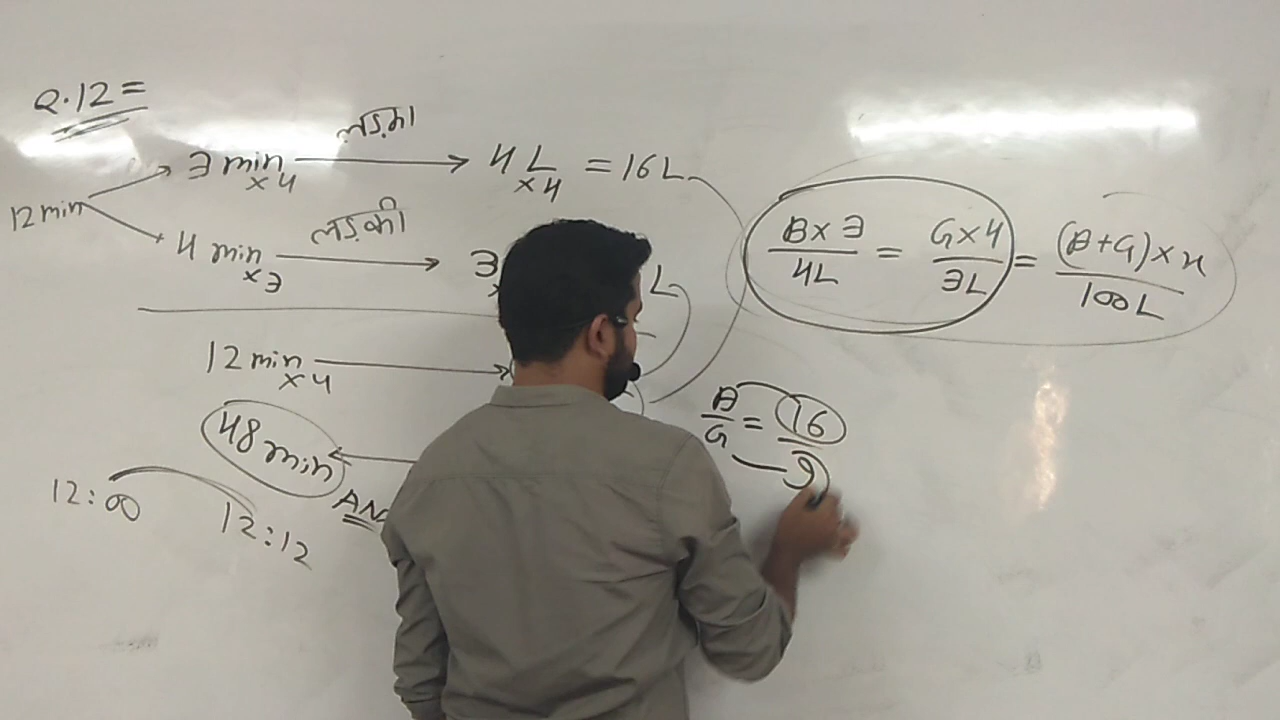 Q.12 =
3 min ×4 → लड़का 4 L ×4 = 16 L
12 min
4 min ×3 → लड़की 3 L
12 min ×4 →
48 min ←
ANS
12:00 12:12
B×3/4L = G×4/3L = (B+G)×x/100L
B/G = 16/9